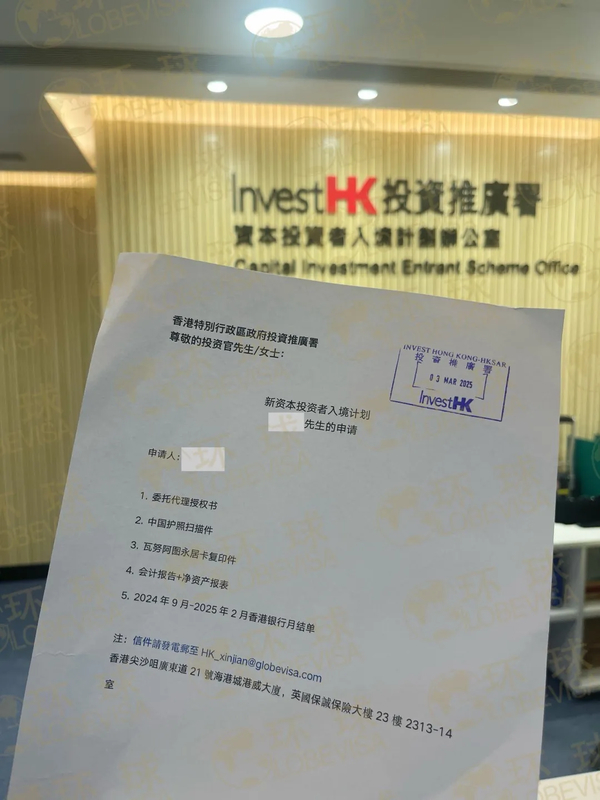 InvestHK 投資推廣署
資本投資者入境計劃辦公室
Capital Investment Entrant Scheme Office
香港特別行政區政府投資推廣署
尊敬的投资官先生/女士：
INVEST HONG KONG-HKSAR
投資推廣署
03 MAR 2025
InvestHK
新资本投资者入境计划
先生的申请
申请人：
1. 委托代理授权书
2. 中国护照扫描件
3. 瓦努阿图永居卡复印件
4. 会计报告+净资产报表
5. 2024 年 9 月-2025 年 2 月香港银行月结单
注：信件請發電郵至 HK_xinjian@globevisa.com
香港尖沙咀廣東道 21 號海港城港威大廈，英國保誠保險大樓 23 樓 2313-14
室
环球
GLOBEVISA